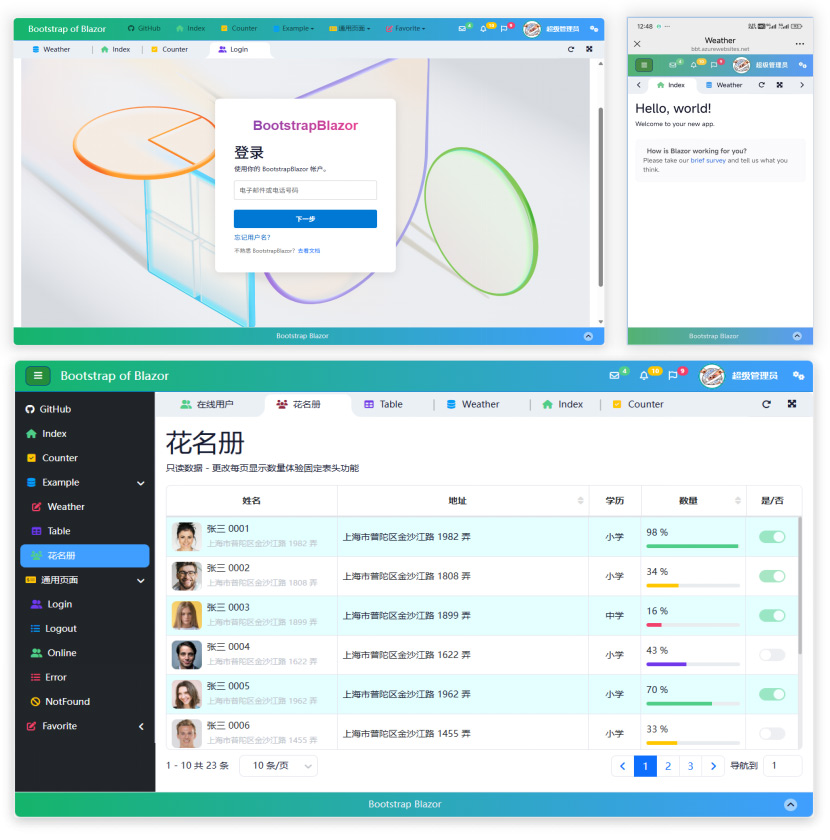 Bootstrap of Blazor
GitHub
Index
Counter
Example
通用页面
Favorite
4
10
9
超级管理员
Weather
Index
Counter
Login
BootstrapBlazor
登录
使用你的 BootstrapBlazor 帐户。
电子邮件或电话号码
下一步
忘记用户名？
不熟悉 BootstrapBlazor？去看文档
Bootstrap Blazor
12:48
Weather
bbt.azurewebsites.net
4
10
9
超级管理员
Index
Weather
Hello, world!
Welcome to your new app.
How is Blazor working for you?
Please take our brief survey and tell us what you
think.
Bootstrap Blazor
Bootstrap of Blazor
4
10
9
超级管理员
GitHub
Index
Counter
Example
Weather
Table
花名册
通用页面
Login
Logout
Online
Error
NotFound
Favorite
在线用户
花名册
Table
Weather
Index
Counter
花名册
只读数据 - 更改每页显示数量体验固定表头功能
姓名 地址 学历 数量 是/否
张三 0001
上海市普陀区金沙江路 1982 弄
上海市普陀区金沙江路 1982 弄 小学 98 %
张三 0002
上海市普陀区金沙江路 1808 弄
上海市普陀区金沙江路 1808 弄 小学 34 %
张三 0003
上海市普陀区金沙江路 1899 弄
上海市普陀区金沙江路 1899 弄 中学 16 %
张三 0004
上海市普陀区金沙江路 1622 弄
上海市普陀区金沙江路 1622 弄 小学 43 %
张三 0005
上海市普陀区金沙江路 1962 弄
上海市普陀区金沙江路 1962 弄 小学 70 %
张三 0006
上海市普陀区金沙江路 1455 弄
上海市普陀区金沙江路 1455 弄 小学 33 %
1 - 10 共 23 条 10 条/页 1 2 3 导航到 1
Bootstrap Blazor